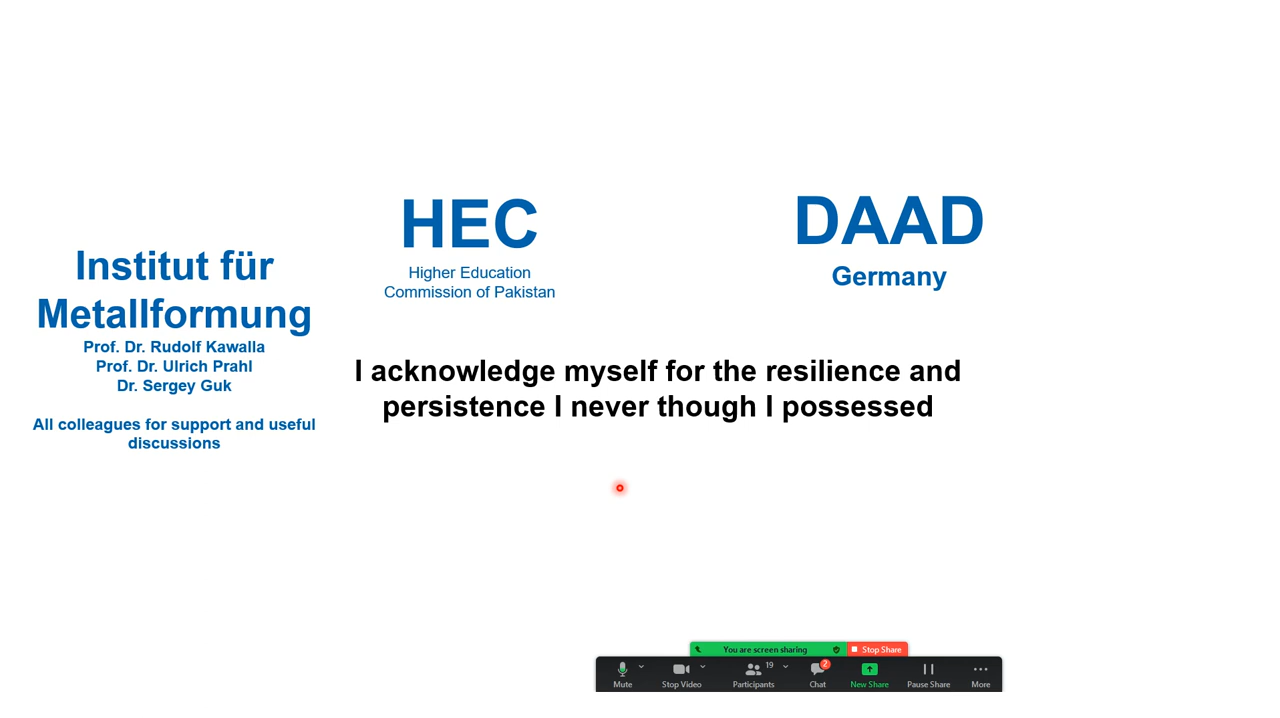 Institut für
Metallformung
Prof. Dr. Rudolf Kawalla
Prof. Dr. Ulrich Prahl
Dr. Sergey Guk
All colleagues for support and useful
discussions
HEC
Higher Education
Commission of Pakistan
DAAD
Germany
I acknowledge myself for the resilience and
persistence I never though I possessed
You are screen sharing
Stop Share
Mute
Stop Video
19
Participants
2
Chat
New Share
Pause Share
More